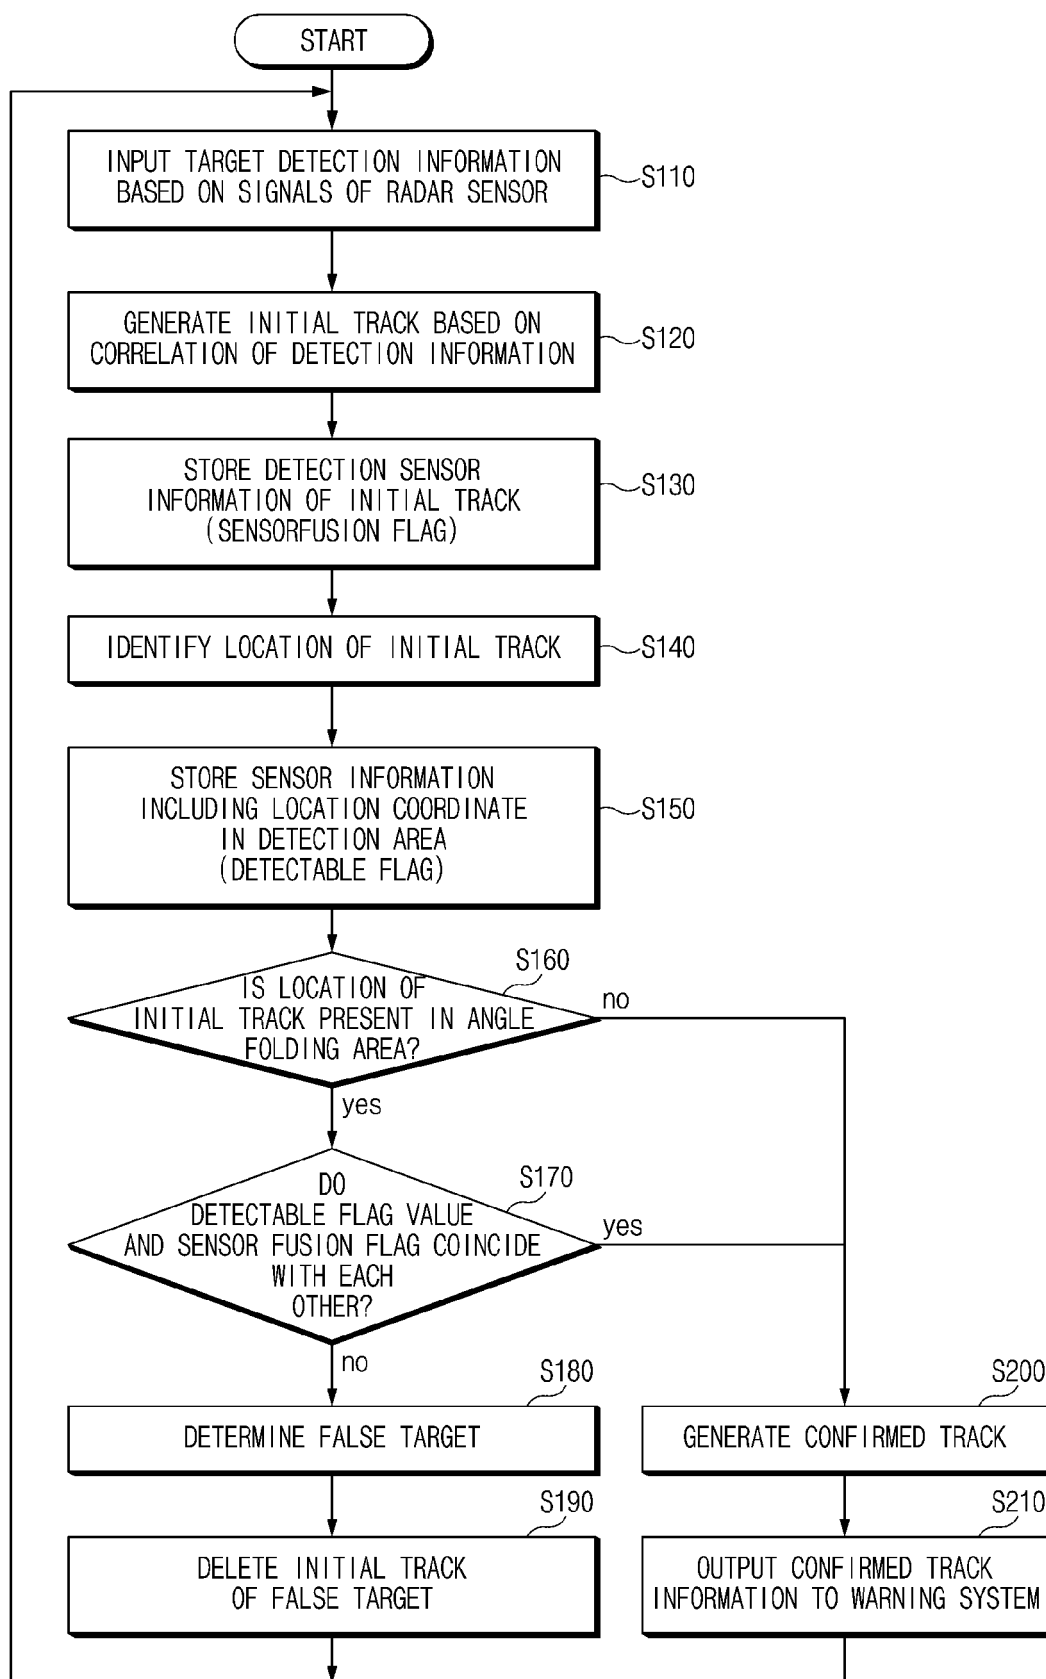 START
INPUT TARGET DETECTION INFORMATION
BASED ON SIGNALS OF RADAR SENSOR
S110
GENERATE INITIAL TRACK BASED ON
CORRELATION OF DETECTION INFORMATION
S120
STORE DETECTION SENSOR
INFORMATION OF INITIAL TRACK
(SENSORFUSION FLAG)
S130
IDENTIFY LOCATION OF INITIAL TRACK
S140
STORE SENSOR INFORMATION
INCLUDING LOCATION COORDINATE
IN DETECTION AREA
(DETECTABLE FLAG)
S150
S160
IS LOCATION OF
INITIAL TRACK PRESENT IN ANGLE
FOLDING AREA?
no
yes
S170
DO
DETECTABLE FLAG VALUE
AND SENSOR FUSION FLAG COINCIDE
WITH EACH
OTHER?
yes
no
S180
DETERMINE FALSE TARGET
S200
GENERATE CONFIRMED TRACK
S190
DELETE INITIAL TRACK
OF FALSE TARGET
S210
OUTPUT CONFIRMED TRACK
INFORMATION TO WARNING SYSTEM